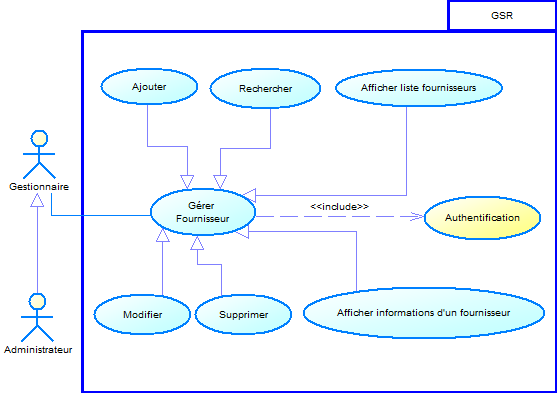 GSR
Ajouter
Rechercher
Afficher liste fournisseurs
Gestionnaire
Gérer
Fournisseur
<<include>>
Authentification
Modifier
Supprimer
Afficher informations d'un fournisseur
Administrateur